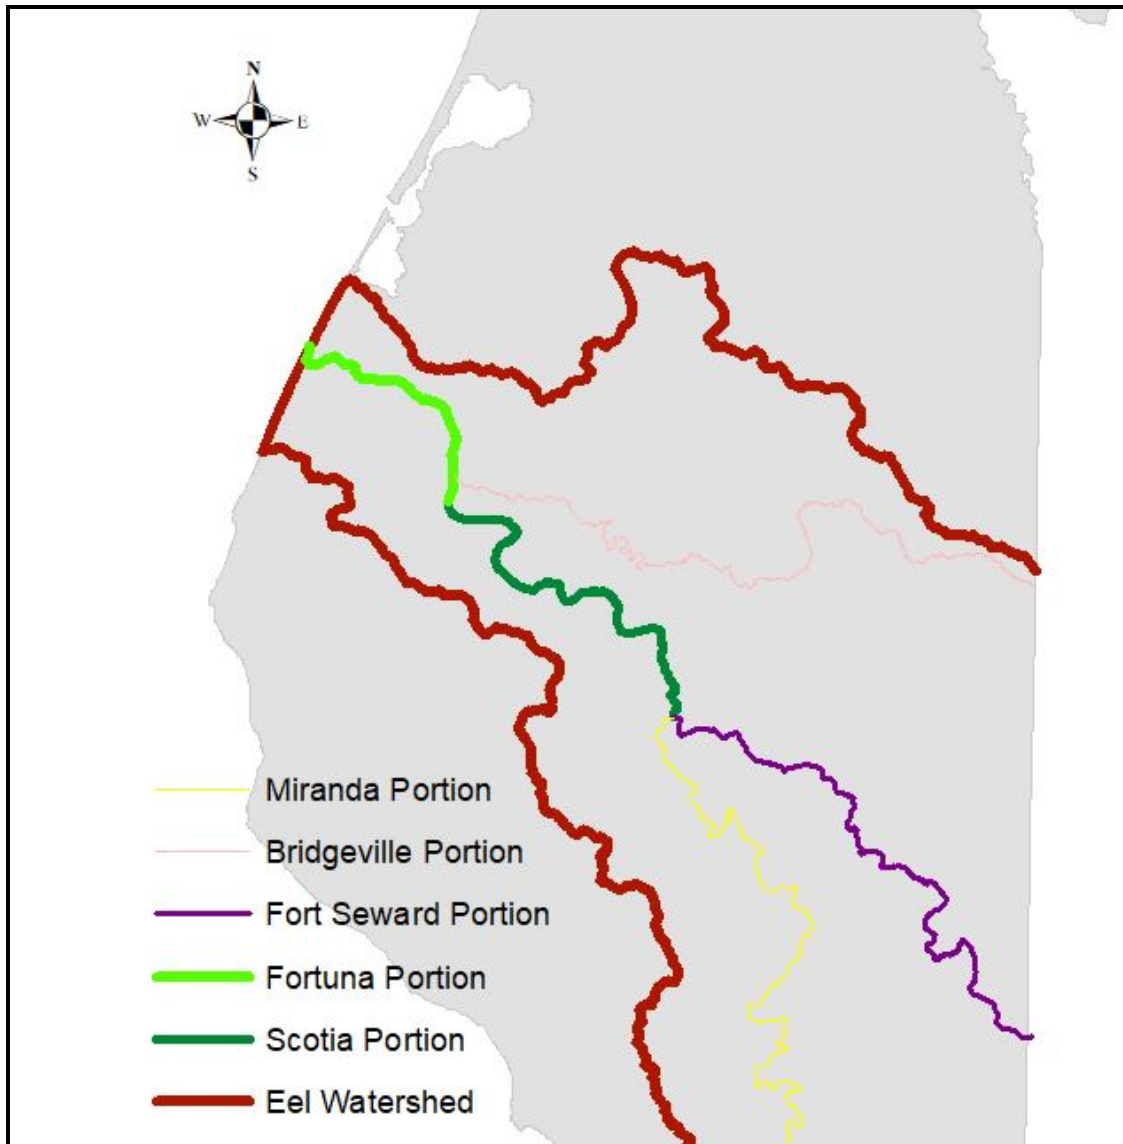 N
W E
S
Miranda Portion
Bridgeville Portion
Fort Seward Portion
Fortuna Portion
Scotia Portion
Eel Watershed